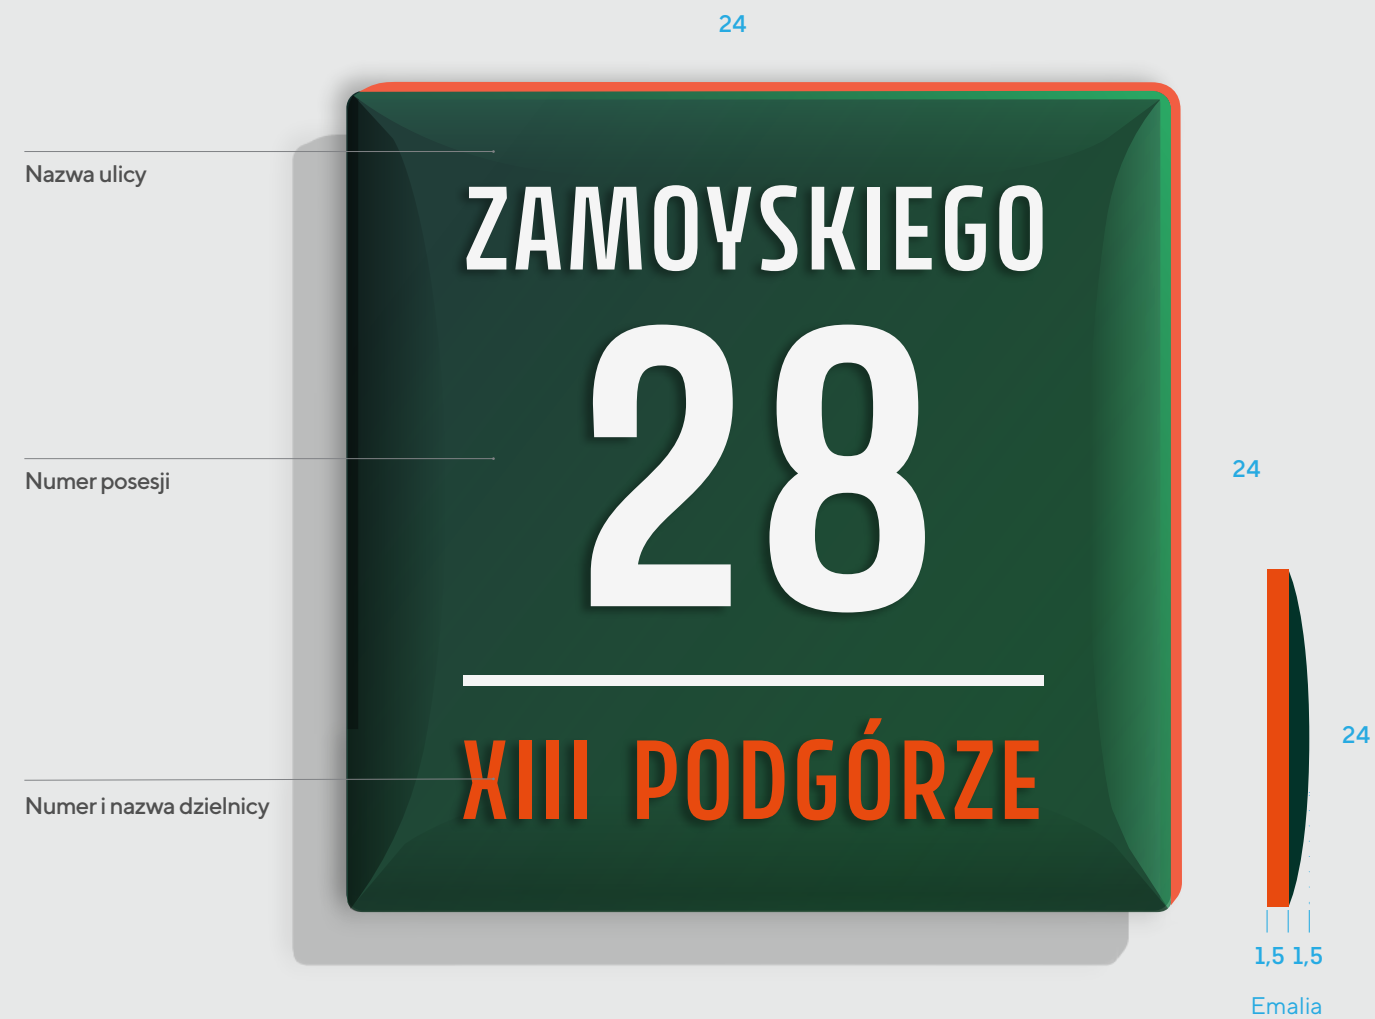 24
Nazwa ulicy
ZAMOYSKIEGO
28
Numer posesji
24
24
XIII PODGÓRZE
Numer i nazwa dzielnicy
1,5 1,5
Emalia